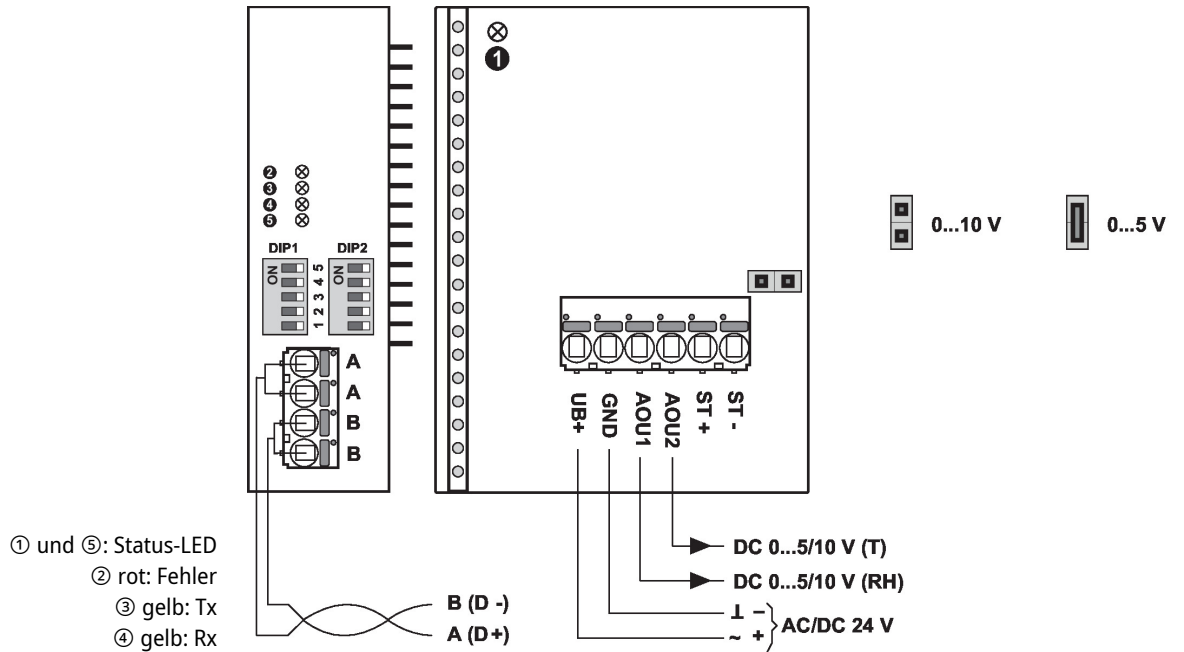 ❶
❷
❸
❹
❺
DIP1
DIP2
ON
ON
1 2 3 4 5
A
A
B
B
UB+
GND
AOU1
AOU2
ST +
ST -
0...10 V
0...5 V
DC 0...5/10 V (T)
DC 0...5/10 V (RH)
⊥ −
~ +
AC/DC 24 V
B (D -)
A (D+)
① und ⑤: Status-LED
② rot: Fehler
③ gelb: Tx
④ gelb: Rx